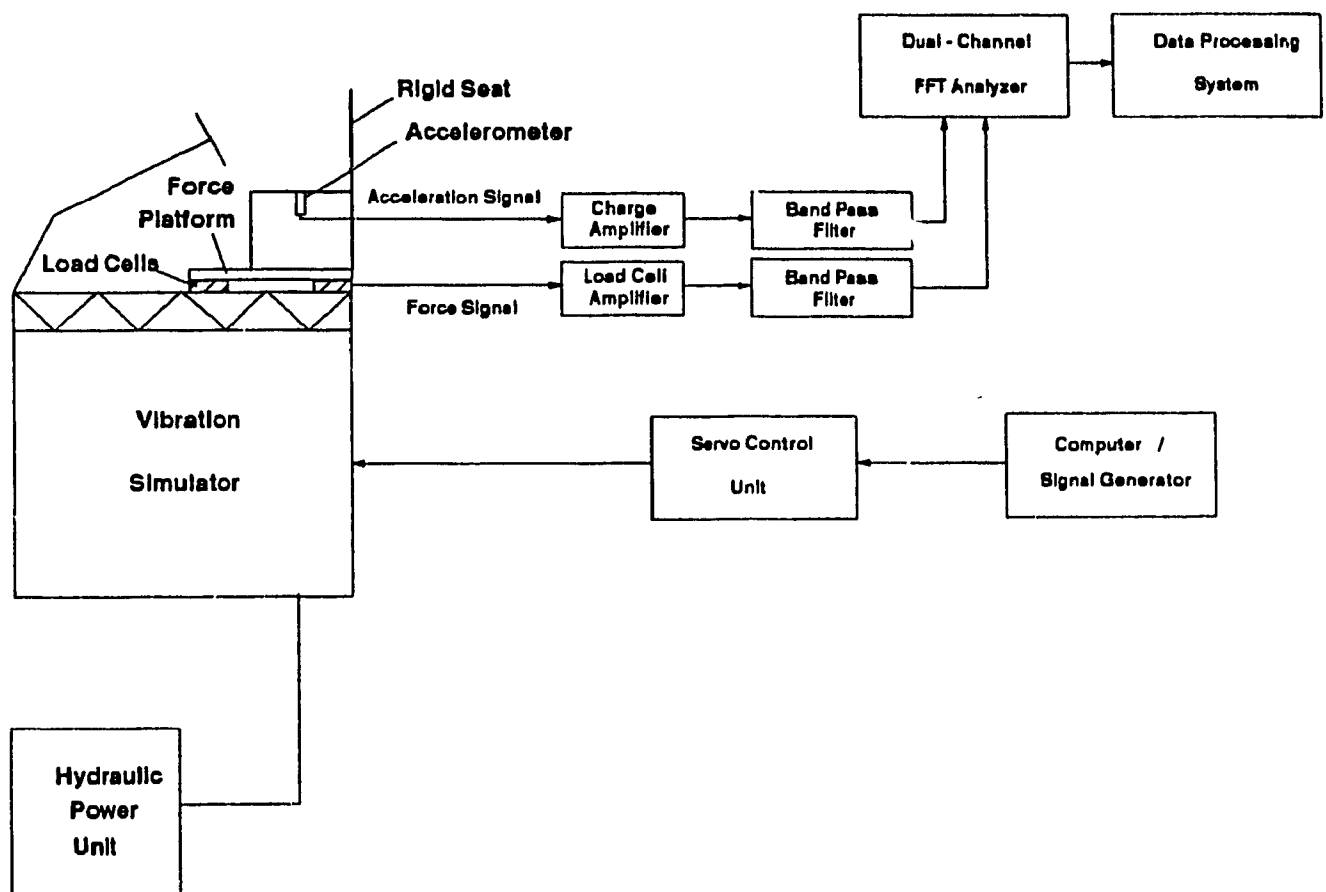 Dual - Channel
FFT Analyzer
Data Processing
System
Rigid Seat
Accelerometer
Force
Platform
Load Cells
Acceleration Signal
Charge
Amplifier
Band Pass
Filter
Force Signal
Load Cell
Amplifier
Band Pass
Filter
Vibration
Simulator
Servo Control
Unit
Computer /
Signal Generator
Hydraulic
Power
Unit